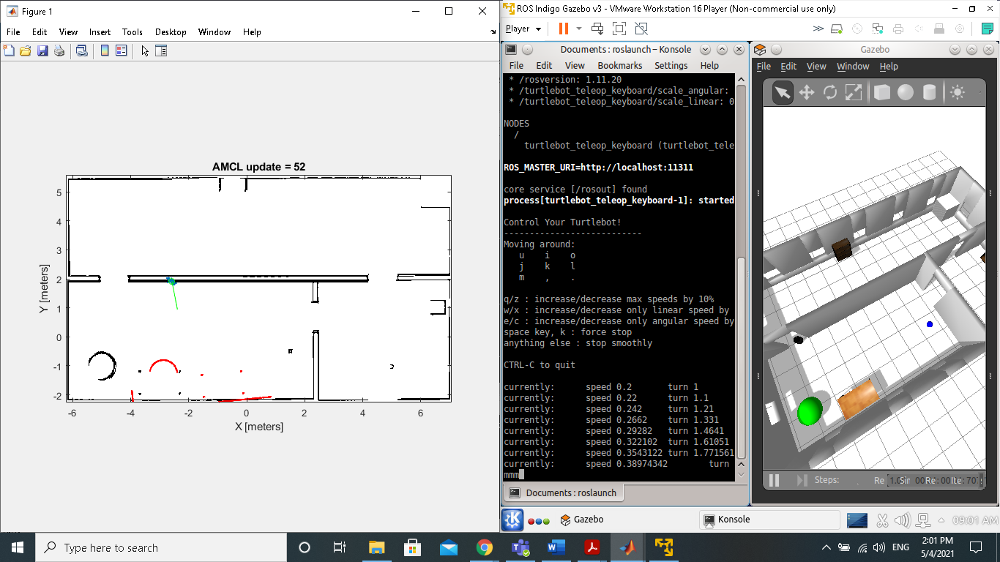 Figure 1
File Edit View Insert Tools Desktop Window Help
AMCL update = 52
5
4
3
2
1
0
-1
-2
Y [meters]
-6 -4 -2 0 2 4 6
X [meters]
ROS Indigo Gazebo v3 - VMware Workstation 16 Player (Non-commercial use only)
Player
Documents : roslaunch – Konsole
File Edit View Bookmarks Settings Help
* /rosversion: 1.11.20
* /turtlebot_teleop_keyboard/scale_angular:
* /turtlebot_teleop_keyboard/scale_linear: 0
NODES
/
turtlebot_teleop_keyboard (turtlebot_tele
ROS_MASTER_URI=http://localhost:11311
core service [/rosout] found
process[turtlebot_teleop_keyboard-1]: started
Control Your Turtlebot!
---------------------------
Moving around:
u i o
j k l
m , .
q/z : increase/decrease max speeds by 10%
w/x : increase/decrease only linear speed by
e/c : increase/decrease only angular speed by
space key, k : force stop
anything else : stop smoothly
CTRL-C to quit
currently: speed 0.2 turn 1
currently: speed 0.22 turn 1.1
currently: speed 0.242 turn 1.21
currently: speed 0.2662 turn 1.331
currently: speed 0.29282 turn 1.4641
currently: speed 0.322102 turn 1.61051
currently: speed 0.3543122 turn 1.771561
currently: speed 0.38974342 turn
mmm
Documents : roslaunch
Gazebo
File Edit View Window Help
Steps: Re Sir Re Ite
Gazebo
Konsole
09:01 AM
Type here to search
ENG
2:01 PM
5/4/2021